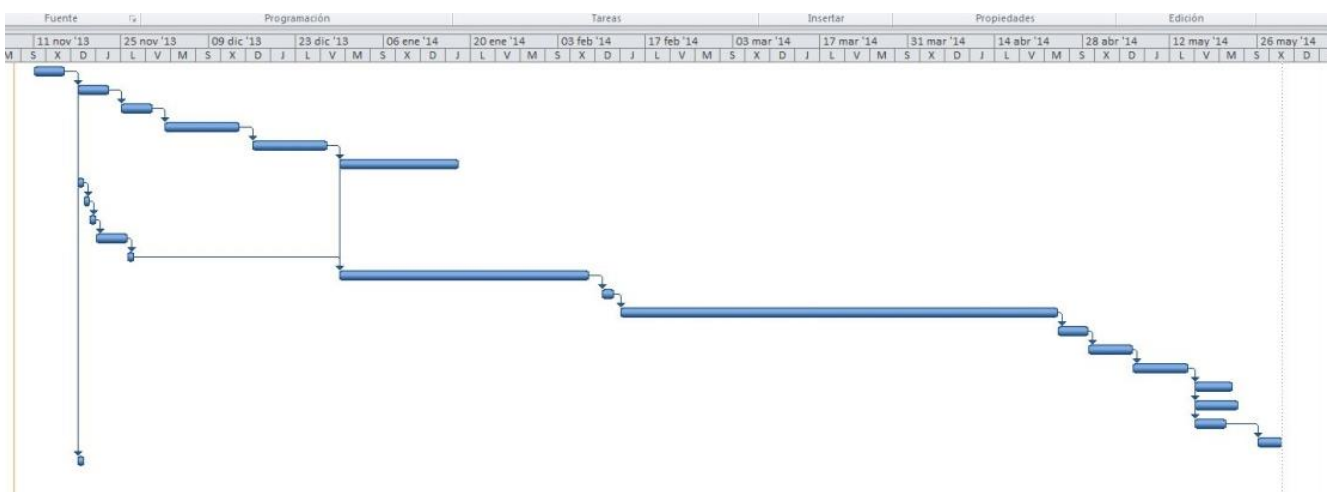 Fuente Programación Tareas Insertar Propiedades Edición
11 nov '13 25 nov '13 09 dic '13 23 dic '13 06 ene '14 20 ene '14 03 feb '14 17 feb '14 03 mar '14 17 mar '14 31 mar '14 14 abr '14 28 abr '14 12 may '14 26 may '14
M S X D J L V M S X D J L V M S X D J L V M S X D J L V M S X D J L V M S X D J L V M S X D J L V M S X D